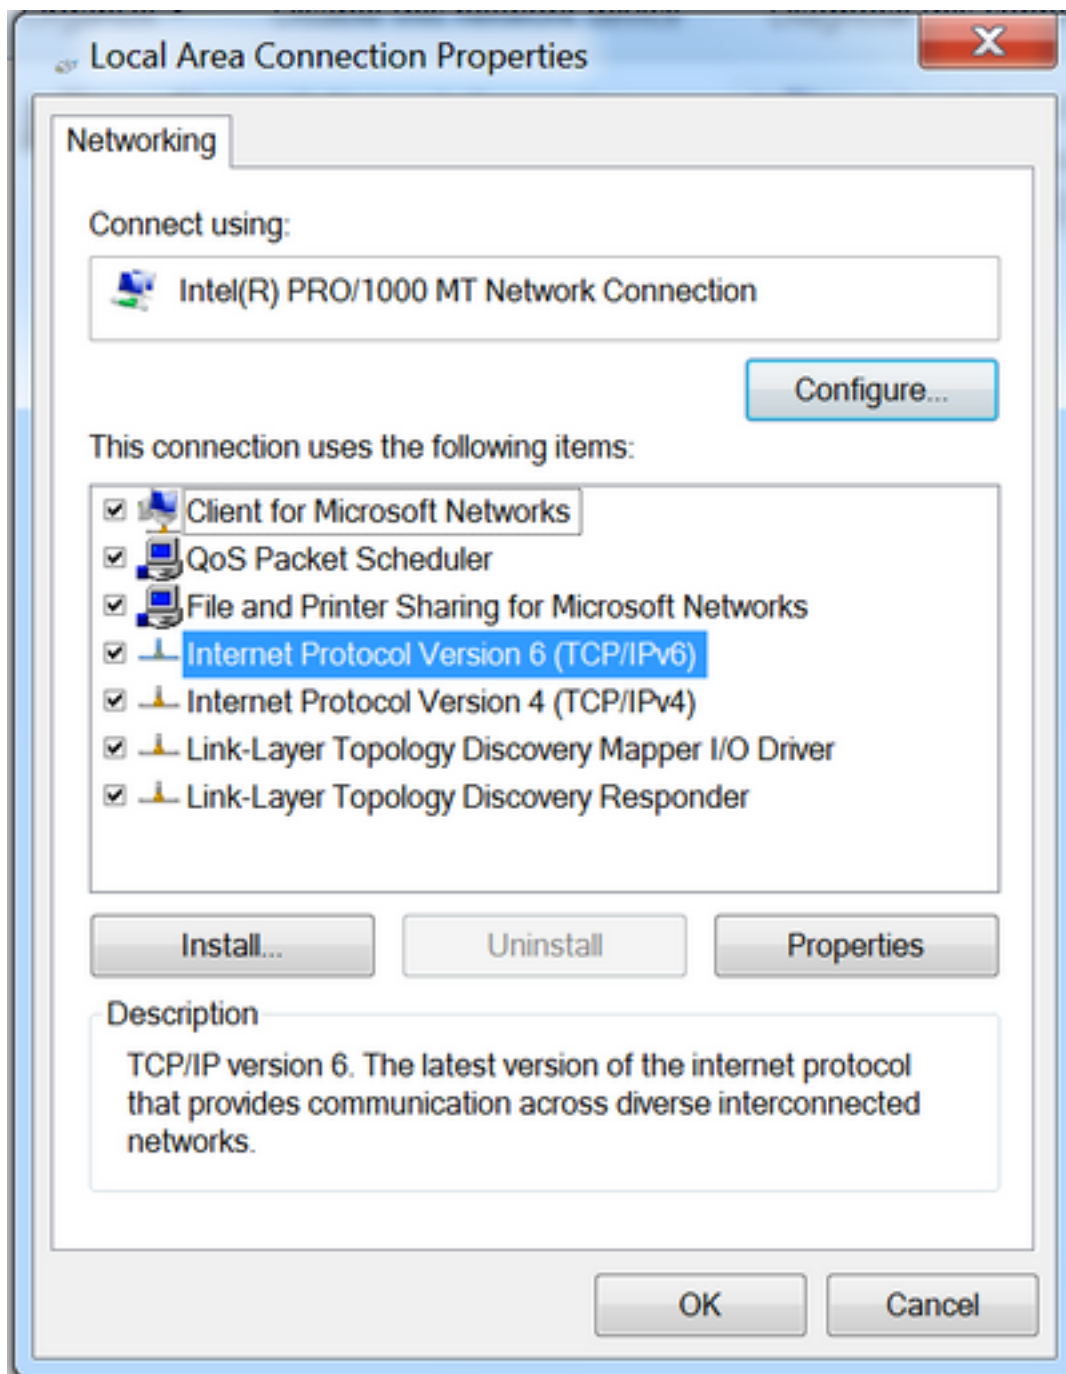 Local Area Connection Properties
Networking
Connect using:
Intel(R) PRO/1000 MT Network Connection
Configure...
This connection uses the following items:
Client for Microsoft Networks
QoS Packet Scheduler
File and Printer Sharing for Microsoft Networks
Internet Protocol Version 6 (TCP/IPv6)
Internet Protocol Version 4 (TCP/IPv4)
Link-Layer Topology Discovery Mapper I/O Driver
Link-Layer Topology Discovery Responder
Install... Uninstall Properties
Description
TCP/IP version 6. The latest version of the internet protocol
that provides communication across diverse interconnected
networks.
OK Cancel